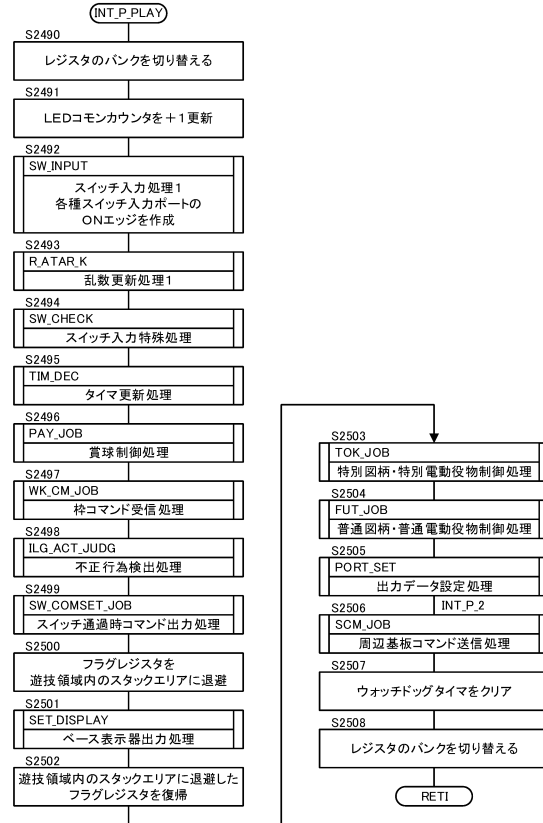 INT_P_PLAY
S2490
レジスタのバンクを切り替える
S2491
LEDコモンカウンタを＋1更新
S2492
SW_INPUT
スイッチ入力処理1
各種スイッチ入力ポートの
ONエッジを作成
S2493
R_ATAR_K
乱数更新処理1
S2494
SW_CHECK
スイッチ入力特殊処理
S2495
TIM_DEC
タイマ更新処理
S2496
PAY_JOB
賞球制御処理
S2497
WK_CM_JOB
枠コマンド受信処理
S2498
ILG_ACT_JUDG
不正行為検出処理
S2499
SW_COMSET_JOB
スイッチ通過時コマンド出力処理
S2500
フラグレジスタを
遊技領域内のスタックエリアに退避
S2501
SET_DISPLAY
ベース表示器出力処理
S2502
遊技領域内のスタックエリアに退避した
フラグレジスタを復帰
S2503
TOK_JOB
特別図柄・特別電動役物制御処理
S2504
FUT_JOB
普通図柄・普通電動役物制御処理
S2505
PORT_SET
出力データ設定処理
INT_P_2
S2506
SCM_JOB
周辺基板コマンド送信処理
S2507
ウォッチドッグタイマをクリア
S2508
レジスタのバンクを切り替える
RETI